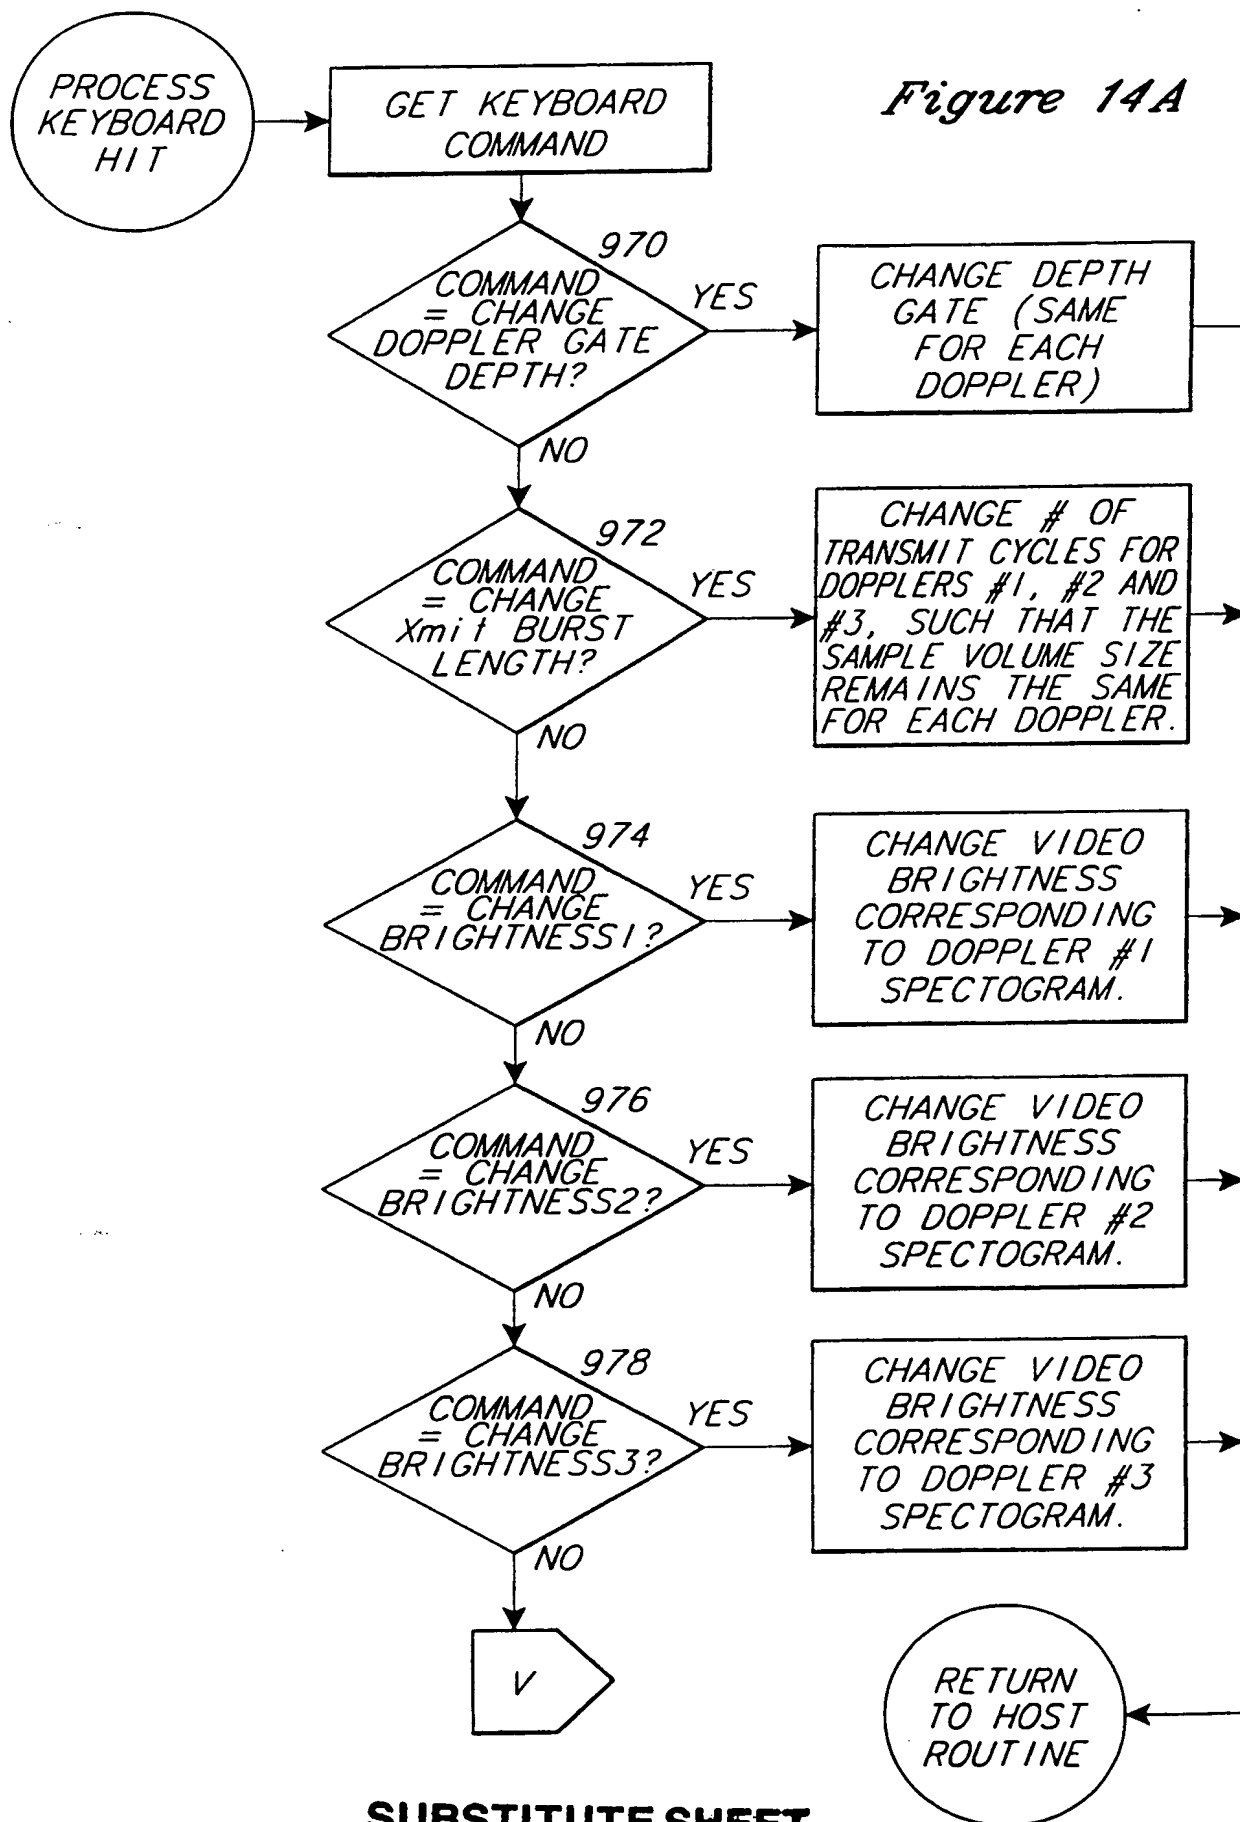 PROCESS
KEYBOARD
HIT
GET KEYBOARD
COMMAND
Figure 14A
970
COMMAND
= CHANGE
DOPPLER GATE
DEPTH?
YES
CHANGE DEPTH
GATE (SAME
FOR EACH
DOPPLER)
NO
972
COMMAND
= CHANGE
Xmit BURST
LENGTH?
YES
CHANGE # OF
TRANSMIT CYCLES FOR
DOPPLERS #1, #2 AND
#3, SUCH THAT THE
SAMPLE VOLUME SIZE
REMAINS THE SAME
FOR EACH DOPPLER.
NO
974
COMMAND
= CHANGE
BRIGHTNESS1?
YES
CHANGE VIDEO
BRIGHTNESS
CORRESPONDING
TO DOPPLER #1
SPECTOGRAM.
NO
976
COMMAND
= CHANGE
BRIGHTNESS2?
YES
CHANGE VIDEO
BRIGHTNESS
CORRESPONDING
TO DOPPLER #2
SPECTOGRAM.
NO
978
COMMAND
= CHANGE
BRIGHTNESS3?
YES
CHANGE VIDEO
BRIGHTNESS
CORRESPONDING
TO DOPPLER #3
SPECTOGRAM.
NO
V
RETURN
TO HOST
ROUTINE
SUBSTITUTE SHEET